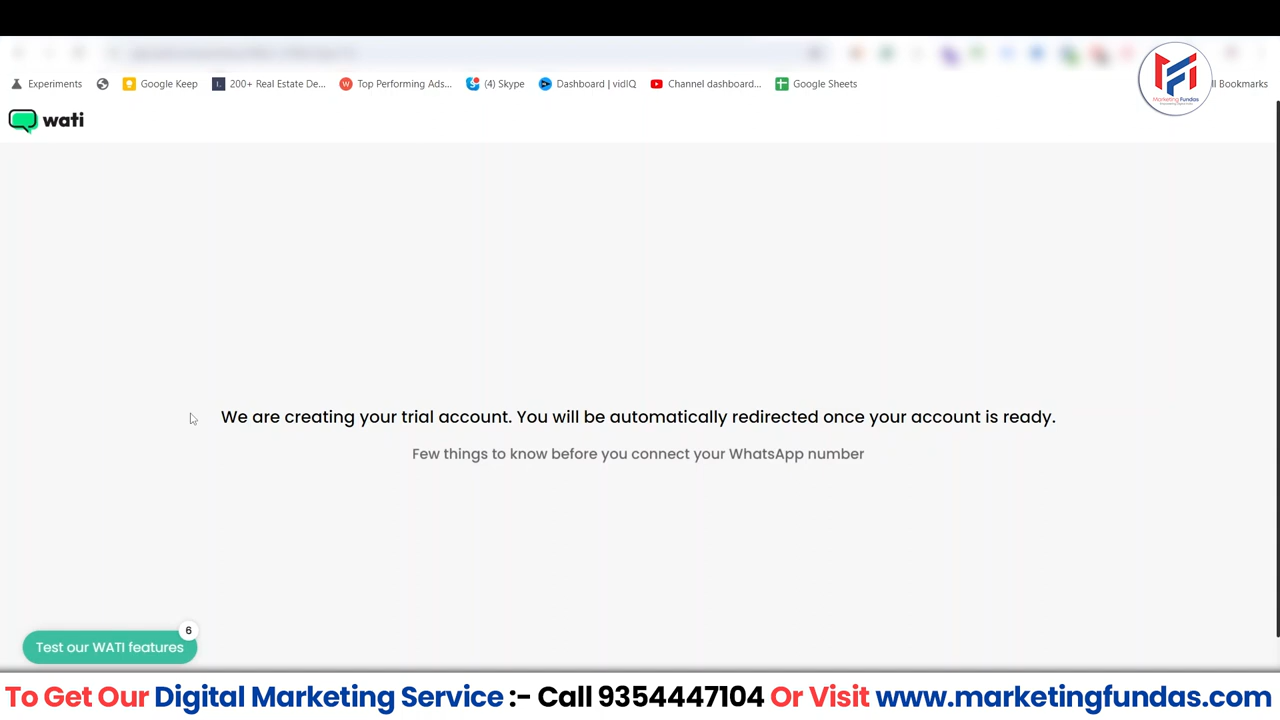 Experiments
Google Keep
200+ Real Estate De...
Top Performing Ads...
(4) Skype
Dashboard | vidIQ
Channel dashboard...
Google Sheets
ll Bookmarks
Marketing Fundas
wati
We are creating your trial account. You will be automatically redirected once your account is ready.
Few things to know before you connect your WhatsApp number
6
Test our WATI features
To Get Our Digital Marketing Service :- Call 9354447104 Or Visit www.marketingfundas.com